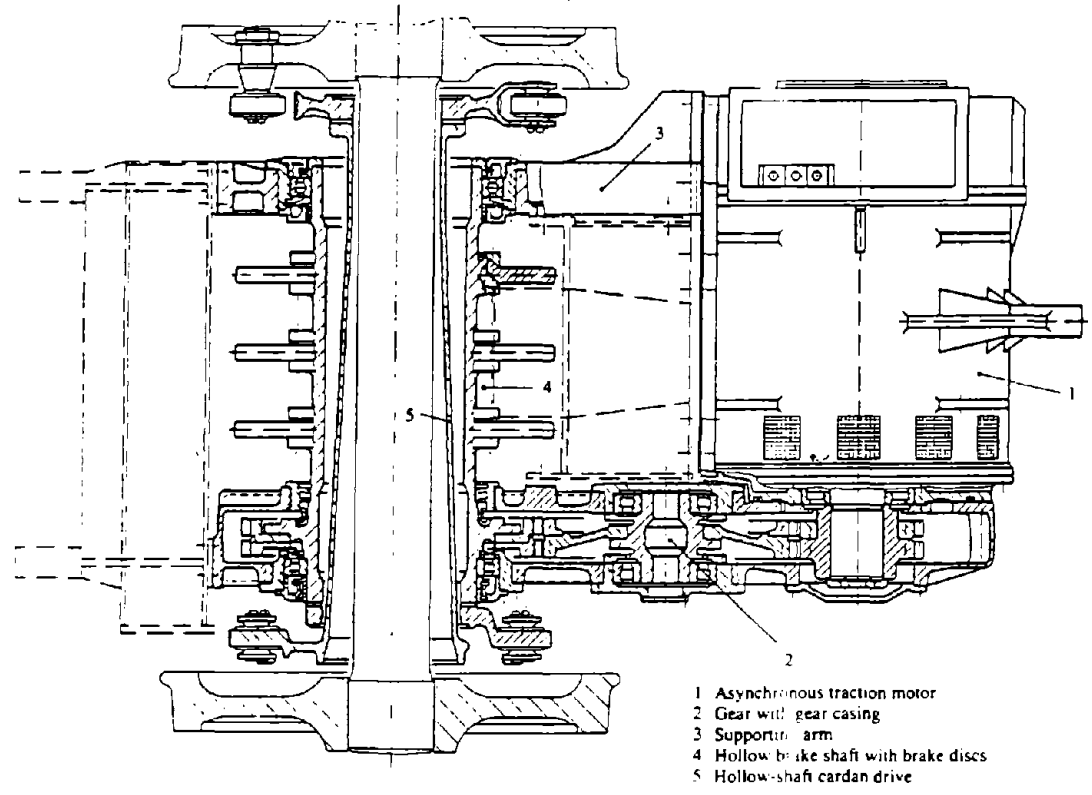 3
4
5
1
2
1 Asynchronous traction motor
2 Gear with gear casing
3 Supporting arm
4 Hollow brake shaft with brake discs
5 Hollow-shaft cardan drive